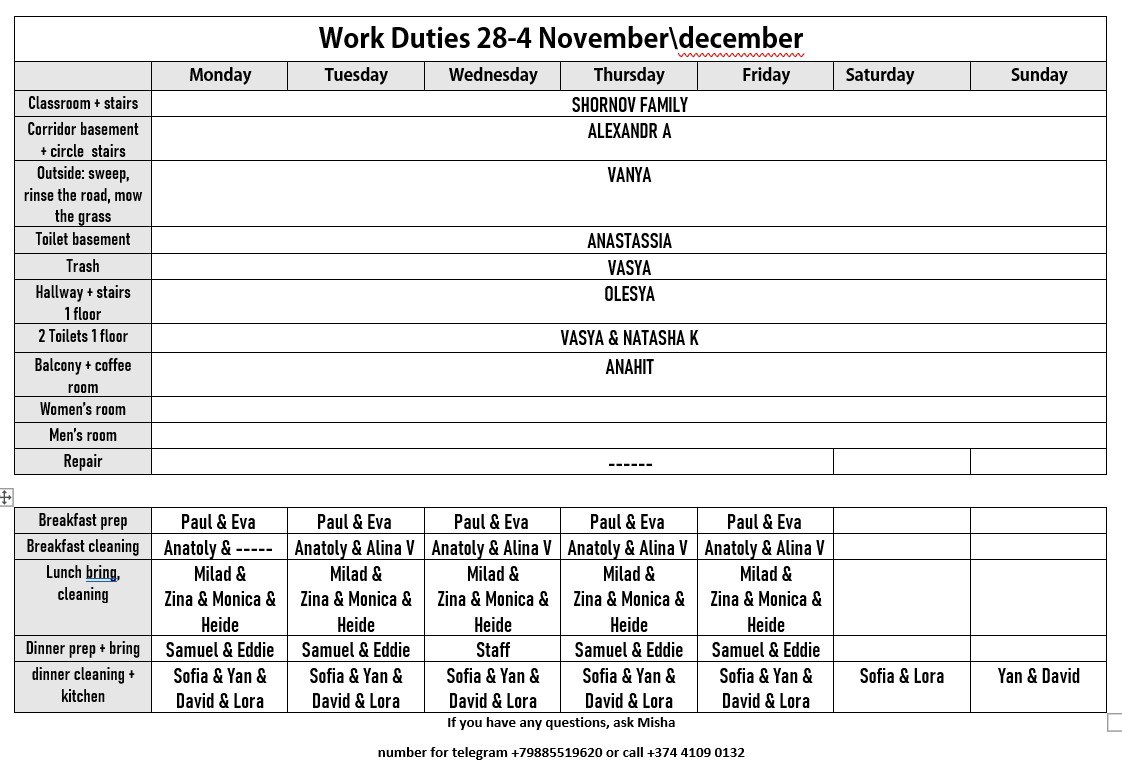 Work Duties 28-4 November\december
Monday Tuesday Wednesday Thursday Friday Saturday Sunday
Classroom + stairs SHORNOV FAMILY
Corridor basement ALEXANDR A
+ circle stairs
Outside: sweep, VANYA
rinse the road, mow
the grass
Toilet basement ANASTASSIA
Trash VASYA
Hallway + stairs OLESYA
1 floor
2 Toilets 1 floor VASYA & NATASHA K
Balcony + coffee ANAHIT
room
Women's room
Men's room
Repair ------
Breakfast prep Paul & Eva Paul & Eva Paul & Eva Paul & Eva Paul & Eva
Breakfast cleaning Anatoly & ----- Anatoly & Alina V Anatoly & Alina V Anatoly & Alina V Anatoly & Alina V
Lunch bring, Milad & Milad & Milad & Milad & Milad &
cleaning Zina & Monica & Zina & Monica & Zina & Monica & Zina & Monica & Zina & Monica &
Heide Heide Heide Heide Heide
Dinner prep + bring Samuel & Eddie Samuel & Eddie Staff Samuel & Eddie Samuel & Eddie
dinner cleaning + Sofia & Yan & Sofia & Yan & Sofia & Yan & Sofia & Yan & Sofia & Yan & Sofia & Lora Yan & David
kitchen David & Lora David & Lora David & Lora David & Lora David & Lora
If you have any questions, ask Misha
number for telegram +79885519620 or call +374 4109 0132